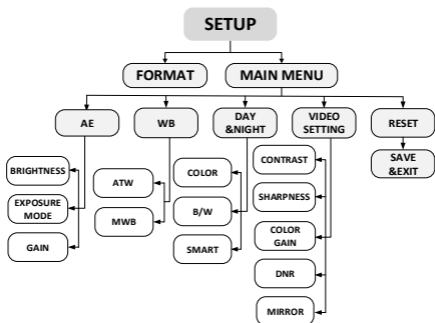 SETUP
FORMAT
MAIN MENU
AE
WB
DAY
&NIGHT
VIDEO
SETTING
RESET
SAVE
&EXIT
BRIGHTNESS
EXPOSURE
MODE
GAIN
ATW
MWB
COLOR
B/W
SMART
CONTRAST
SHARPNESS
COLOR
GAIN
DNR
MIRROR